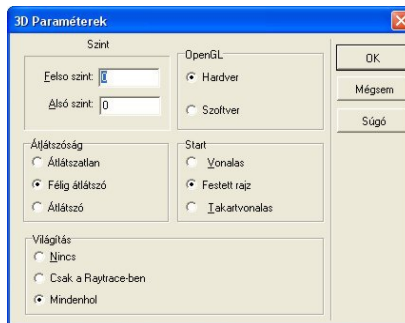 3D Paraméterek
Szint
Felso szint: 0
Alsó szint: 0
OpenGL
Hardver
Szoftver
OK
Mégsem
Súgó
Átlátszóság
Átlátszatlan
Félig átlátszó
Átlátszó
Start
Vonalas
Festett rajz
Takartvonalas
Világítás
Nincs
Csak a Raytrace-ben
Mindenhol